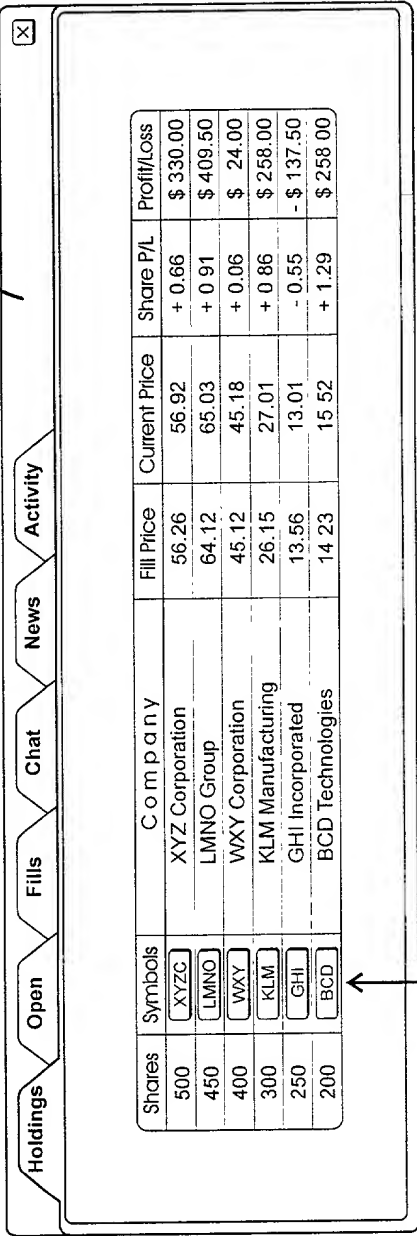 Holdings Open Fills Chat News Activity X
Shares Symbols Company Fill Price Current Price Share P/L Profit/Loss
500 XYZC XYZ Corporation 56.26 56.92 + 0.66 $ 330.00
450 LMNO LMNO Group 64.12 65.03 + 0 91 $ 409.50
400 WXY WXY Corporation 45.12 45.18 + 0.06 $ 24.00
300 KLM KLM Manufacturing 26.15 27.01 + 0 86 $ 258.00
250 GHI GHI Incorporated 13.56 13.01 - 0.55 - $ 137.50
200 BCD BCD Technologies 14 23 15 52 + 1.29 $ 258 00